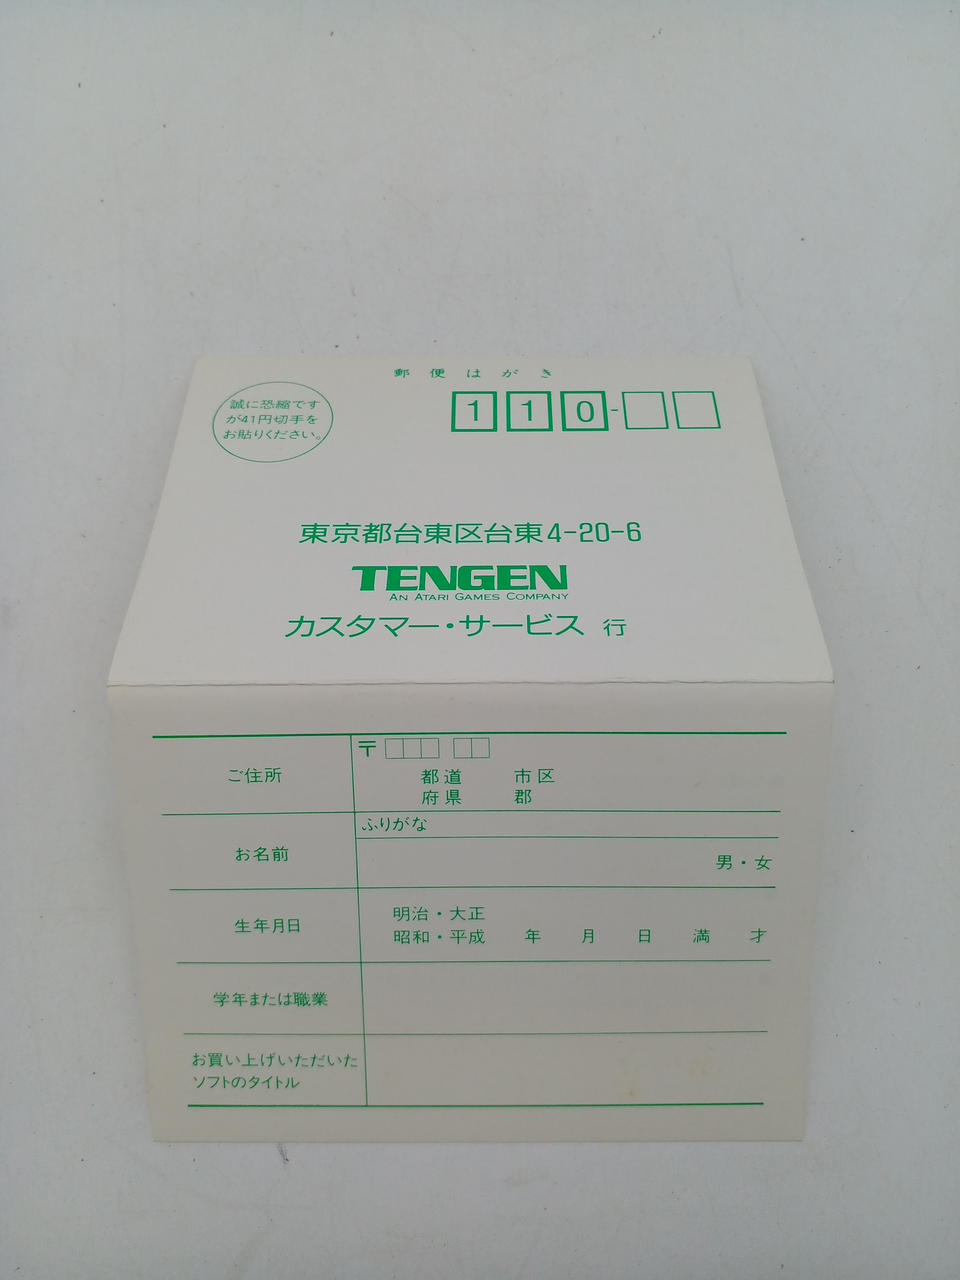 郵便はがき
誠に恐縮です
が41円切手を
お貼りください。
110-
東京都台東区台東4-20-6
TENGEN
AN ATARI GAMES COMPANY
カスタマー・サービス 行
ご住所
〒
都道 市区
府県 郡
お名前
ふりがな
男・女
生年月日
明治・大正
昭和・平成 年 月 日 満 才
学年または職業
お買い上げいただいた
ソフトのタイトル